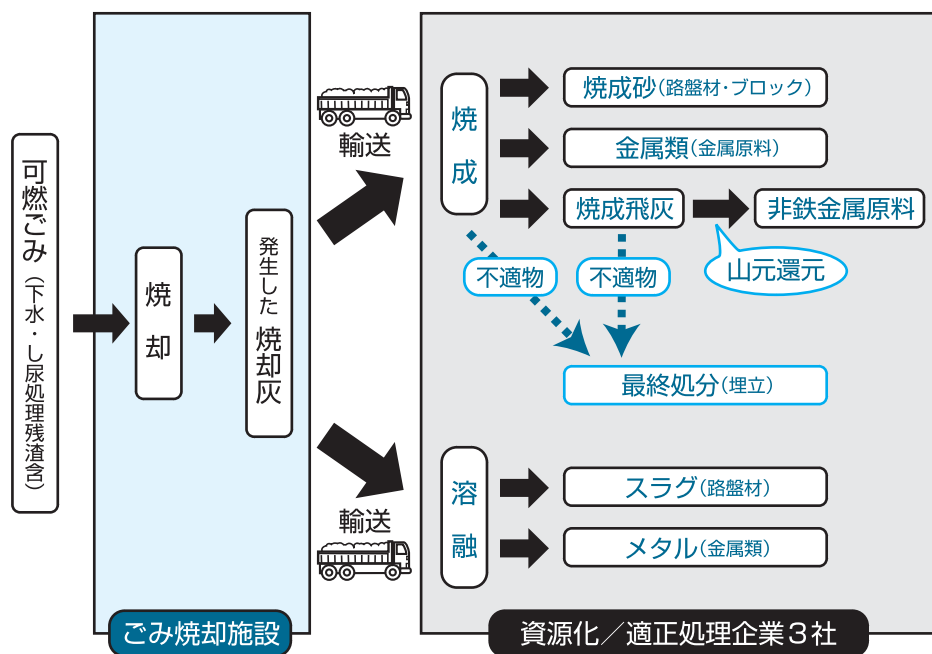 可燃ごみ（下水・し尿処理残渣含）
焼却
発生した焼却灰
ごみ焼却施設
輸送
輸送
焼成
焼成砂（路盤材・ブロック）
金属類（金属原料）
焼成飛灰
非鉄金属原料
山元還元
不適物
不適物
最終処分（埋立）
溶融
スラグ（路盤材）
メタル（金属類）
資源化／適正処理企業３社